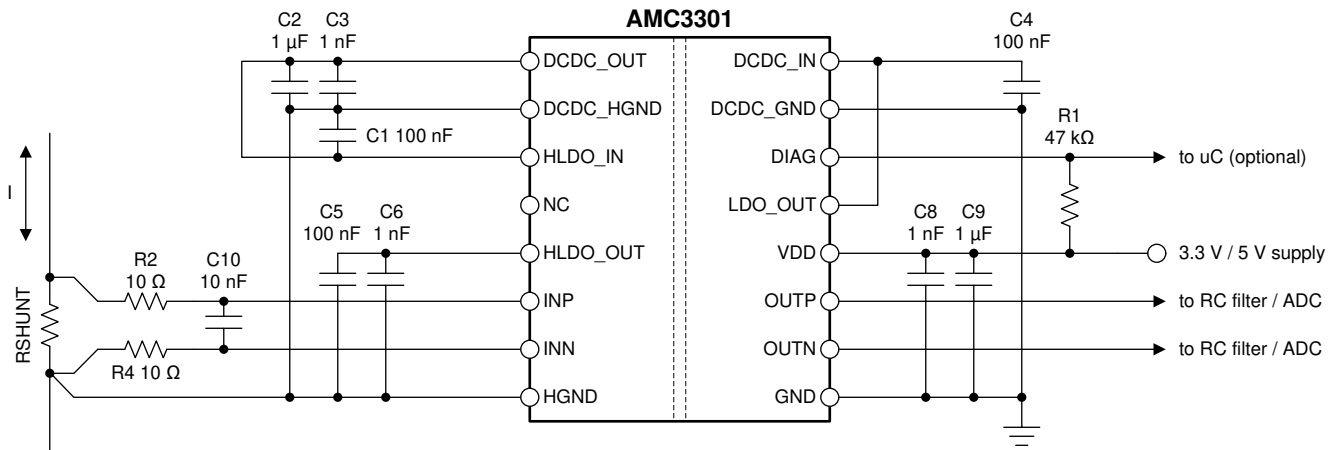 AMC3301
C2
1 µF
C3
1 nF
C4
100 nF
DCDC_OUT
DCDC_IN
DCDC_HGND
DCDC_GND
C1 100 nF
R1
47 kΩ
HLDO_IN
DIAG
to uC (optional)
I
NC
LDO_OUT
C5
100 nF
C6
1 nF
C8
1 nF
C9
1 µF
HLDO_OUT
VDD
3.3 V / 5 V supply
R2
10 Ω
C10
10 nF
INP
OUTP
to RC filter / ADC
RSHUNT
INN
OUTN
to RC filter / ADC
R4 10 Ω
HGND
GND